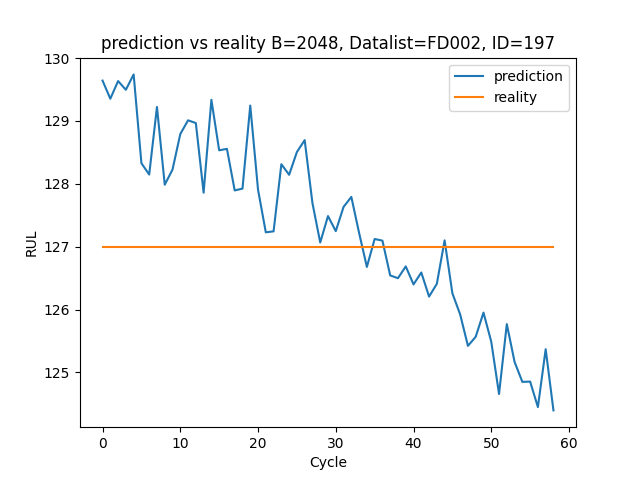 prediction vs reality B=2048, Datalist=FD002, ID=197
prediction
reality
RUL
130
129
128
127
126
125
0 10 20 30 40 50 60
Cycle